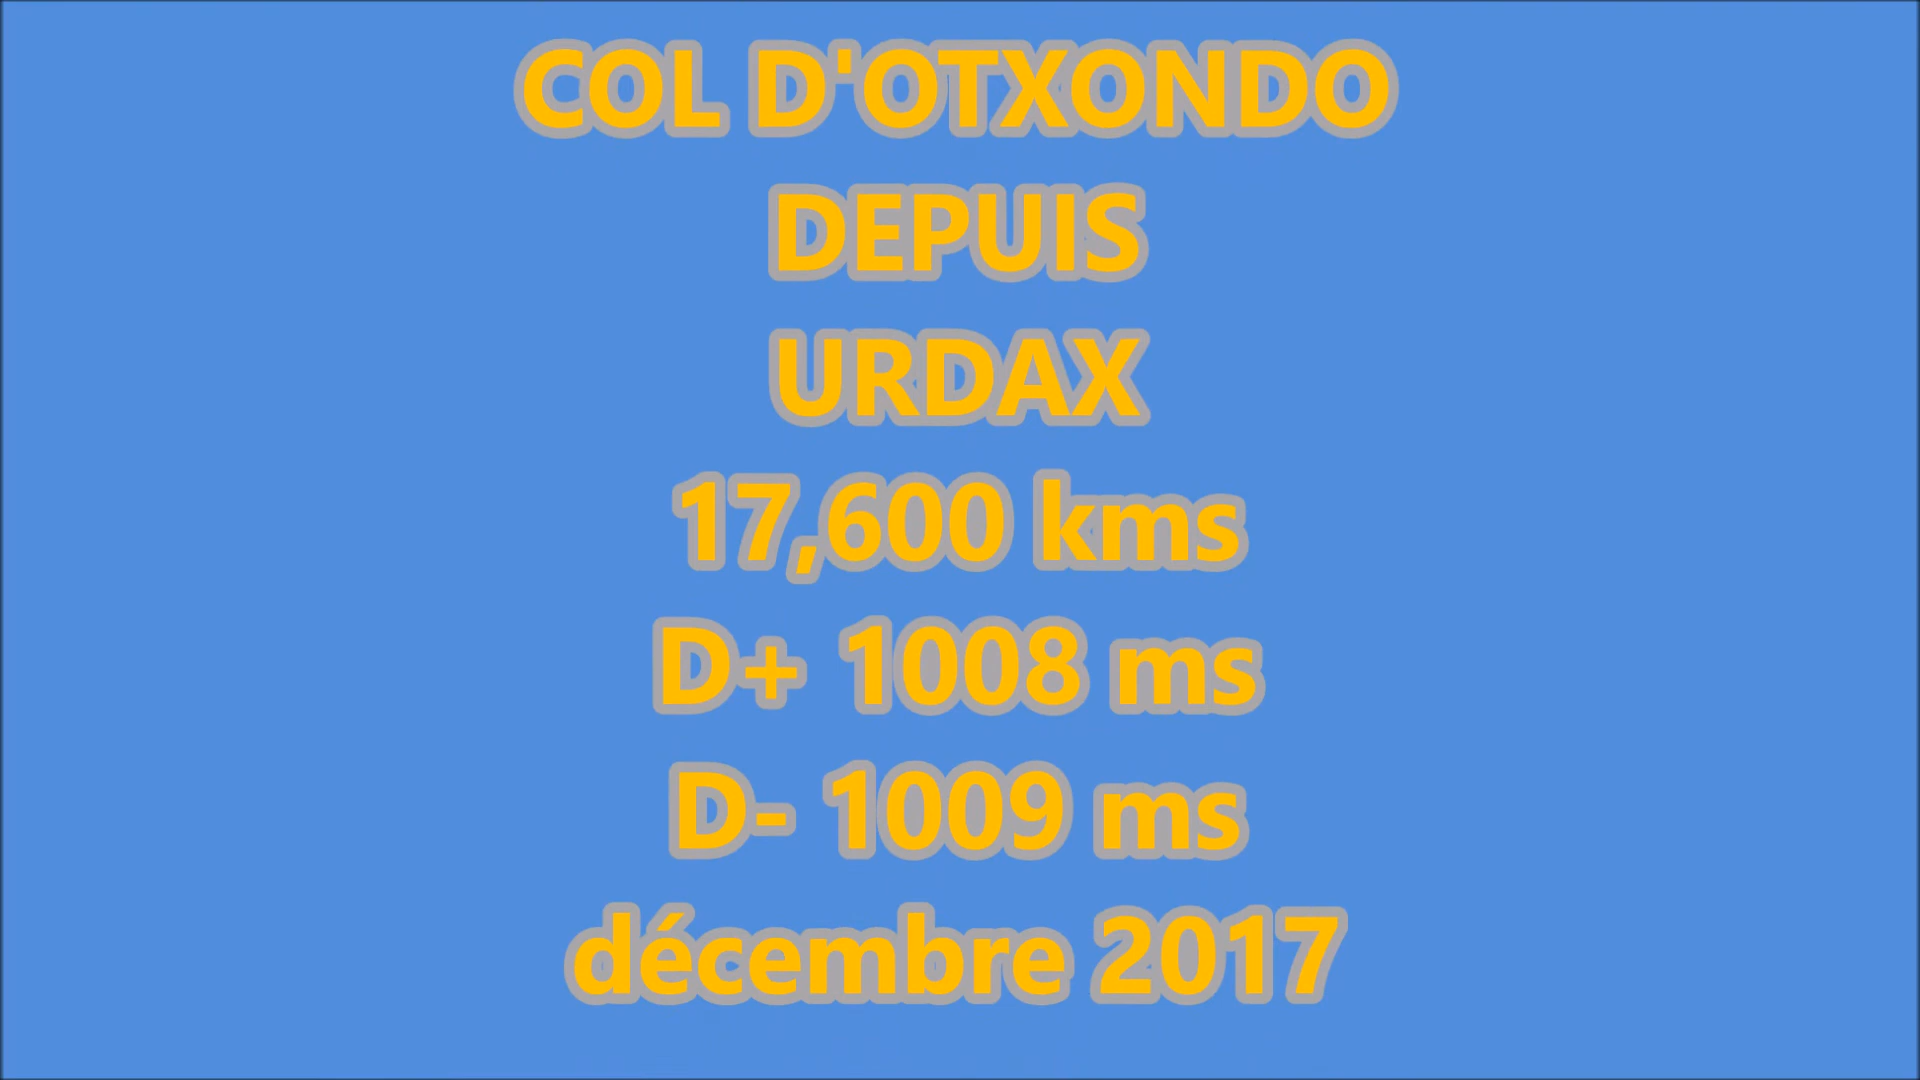 COL D'OTXONDO
DEPUIS
URDAX
17,600 kms
D+ 1008 ms
D- 1009 ms
décembre 2017